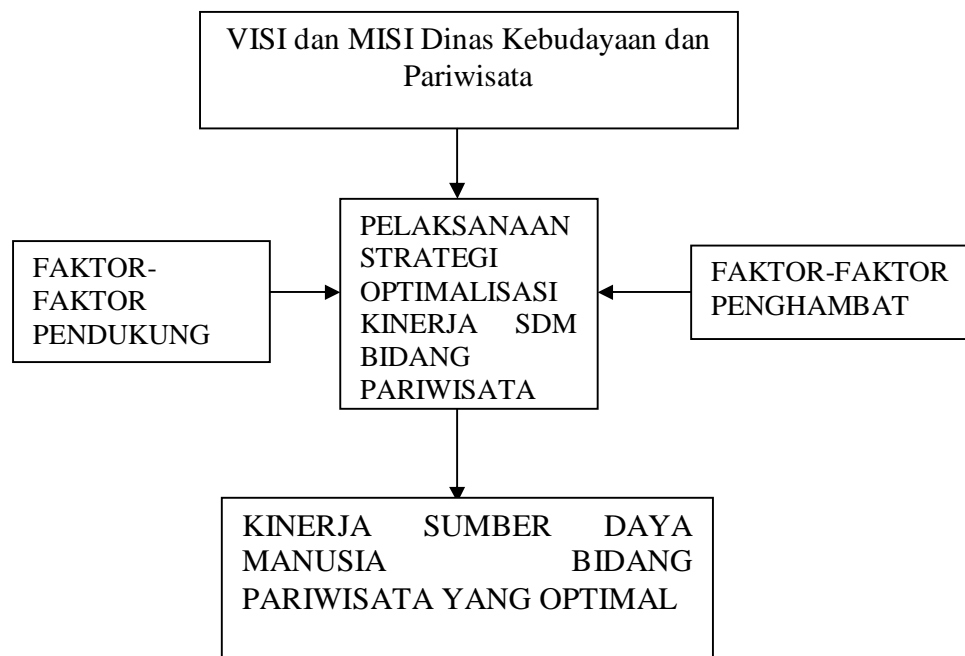 VISI dan MISI Dinas Kebudayaan dan
Pariwisata
FAKTOR-
FAKTOR
PENDUKUNG
PELAKSANAAN
STRATEGI
OPTIMALISASI
KINERJA SDM
BIDANG
PARIWISATA
FAKTOR-FAKTOR
PENGHAMBAT
KINERJA SUMBER DAYA
MANUSIA BIDANG
PARIWISATA YANG OPTIMAL